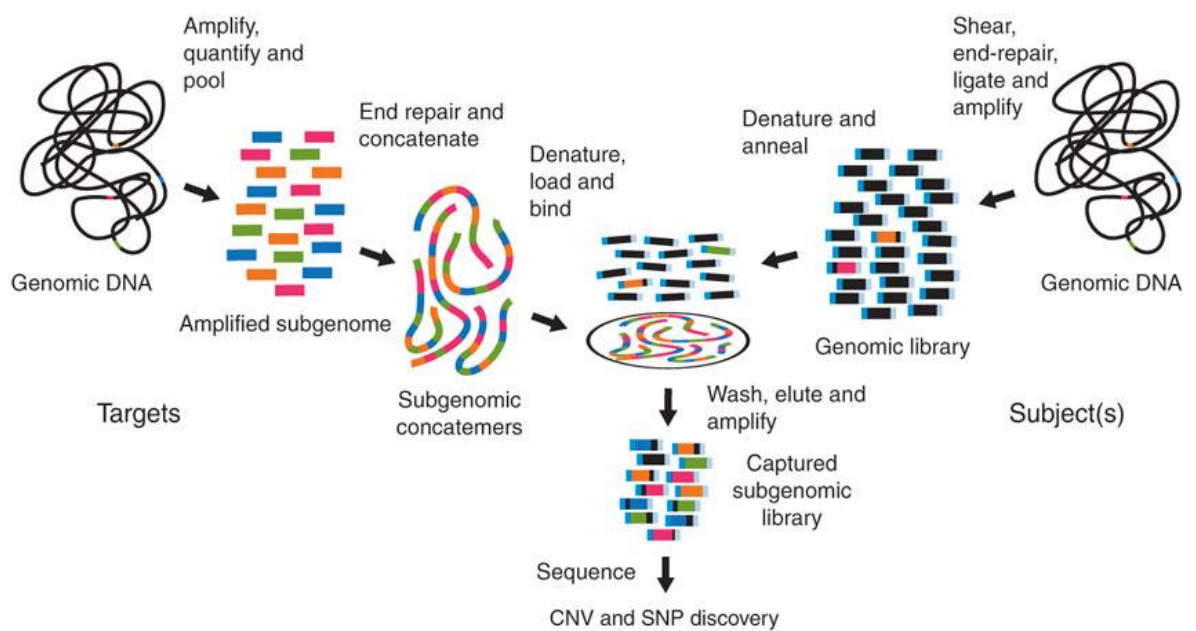 Amplify,
quantify and
pool
Genomic DNA
Amplified subgenome
End repair and
concatenate
Subgenomic
concatemers
Targets
Denature,
load and
bind
Denature and
anneal
Shear,
end-repair,
ligate and
amplify
Genomic DNA
Genomic library
Subject(s)
Wash, elute and
amplify
Captured
subgenomic
library
Sequence
CNV and SNP discovery